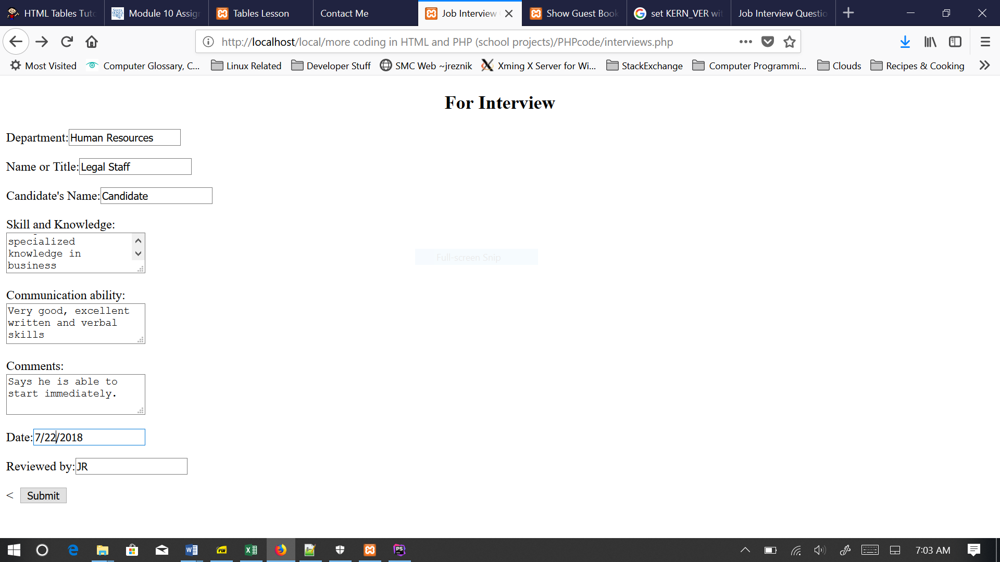 HTML Tables Tut
Module 10 Assig
Tables Lesson
Contact Me
Job Interview
Show Guest Book
set KERN_VER wi
Job Interview Questio
http://localhost/local/more coding in HTML and PHP (school projects)/PHPcode/interviews.php
Most Visited
Computer Glossary, C...
Linux Related
Developer Stuff
SMC Web ~jreznik
Xming X Server for Wi...
StackExchange
Computer Programmi...
Clouds
Recipes & Cooking
For Interview
Department: Human Resources
Name or Title: Legal Staff
Candidate's Name: Candidate
Skill and Knowledge:
specialized
knowledge in
business
Communication ability:
Very good, excellent
written and verbal
skills
Full-screen Snip
Comments:
Says he is able to
start immediately.
Date: 7/22/2018
Reviewed by: JR
< Submit
7:03 AM